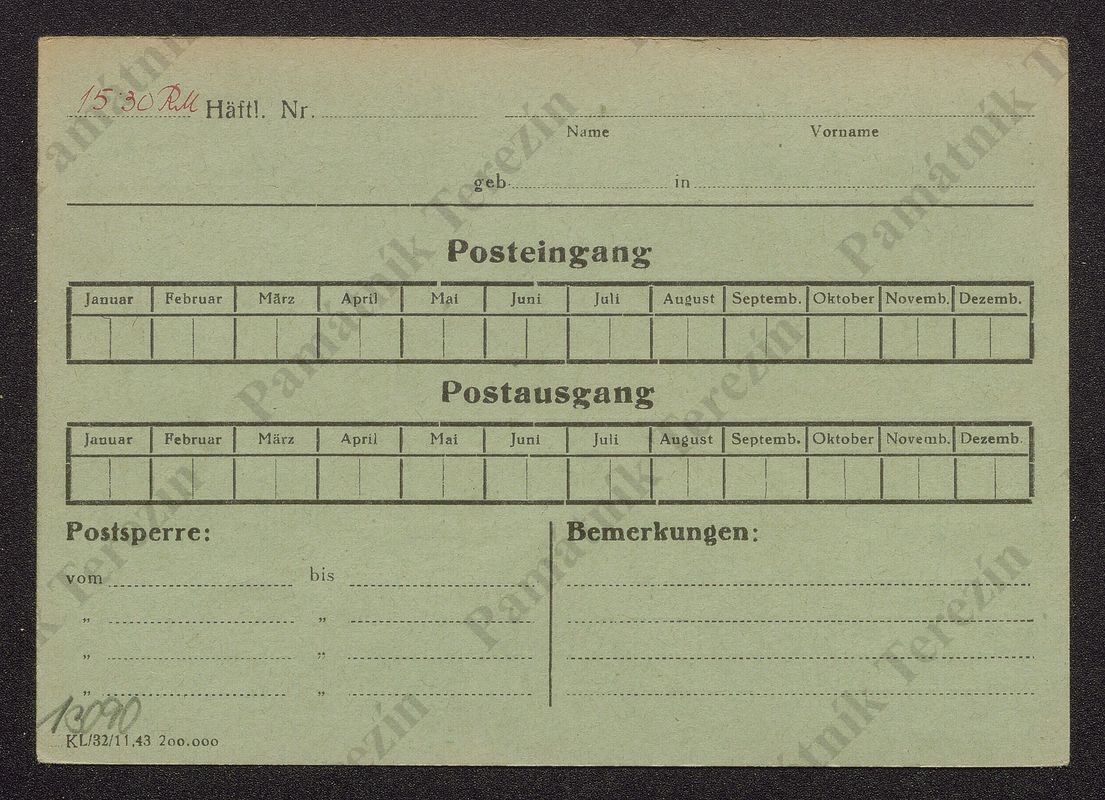 15.30 RM Häftl. Nr.
Name Vorname
geb. in
Posteingang
Januar Februar März April Mai Juni Juli August Septemb. Oktober Novemb. Dezemb.
Postausgang
Januar Februar März April Mai Juni Juli August Septemb. Oktober Novemb. Dezemb.
Postsperre: Bemerkungen:
vom bis
„ „
„ „
„ „
13090
KL/32/11.43 200.000
Památník Terezín